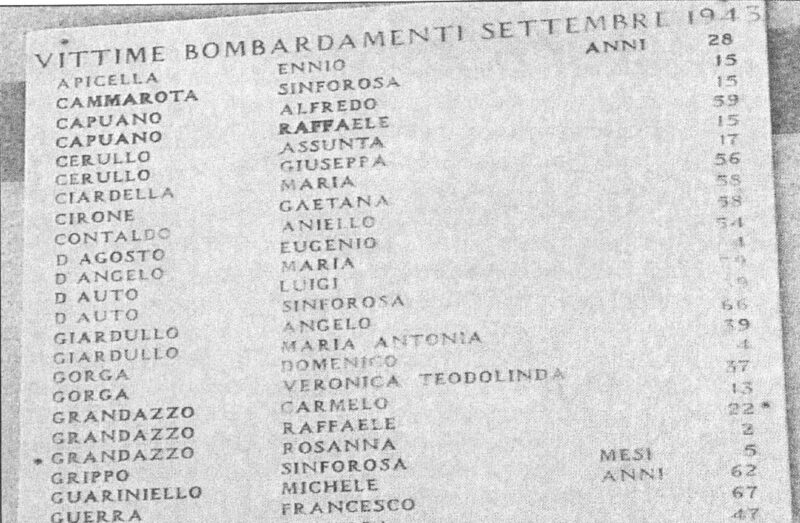 VITTIME BOMBARDAMENTI SETTEMBRE 1943
APICELLA ENNIO ANNI 28
CAMMAROTA SINFOROSA 15
CAPUANO ALFREDO 15
CAPUANO RAFFAELE 59
CERULLO ASSUNTA 15
CERULLO GIUSEPPA 17
CIARDELLA MARIA 56
CIRONE GAETANA 58
CONTALDO ANIELLO 58
D AGOSTO EUGENIO
D ANGELO MARIA 4
D AUTO LUIGI
D AUTO SINFOROSA
GIARDULLO ANGELO 66
GIARDULLO MARIA ANTONIA 39
GORGA DOMENICO 4
GORGA VERONICA TEODOLINDA 37
GRANDAZZO CARMELO 13
GRANDAZZO RAFFAELE 22
GRANDAZZO ROSANNA 2
GRIPPO SINFOROSA MESI 5
GUARINIELLO MICHELE ANNI 62
GUERRA FRANCESCO 67
47